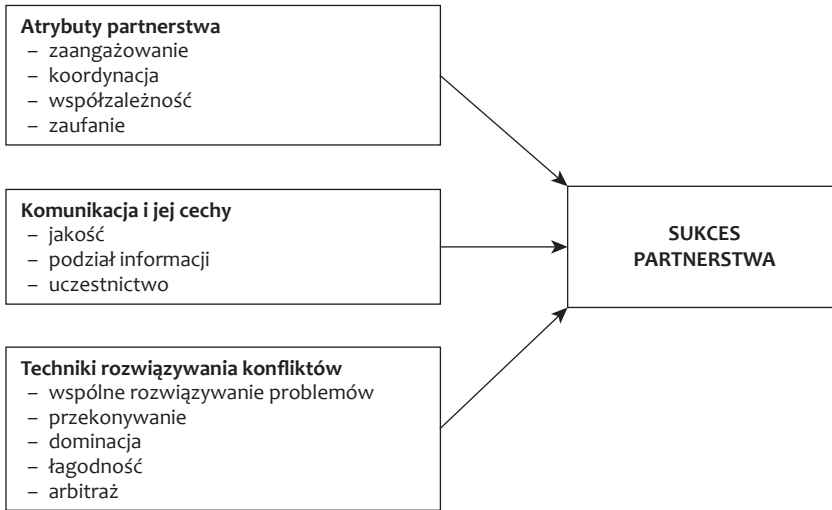 Atrybuty partnerstwa
– zaangażowanie
– koordynacja
– współzależność
– zaufanie
Komunikacja i jej cechy
– jakość
– podział informacji
– uczestnictwo
SUKCES
PARTNERSTWA
Techniki rozwiązywania konfliktów
– wspólne rozwiązywanie problemów
– przekonywanie
– dominacja
– łagodność
– arbitraż